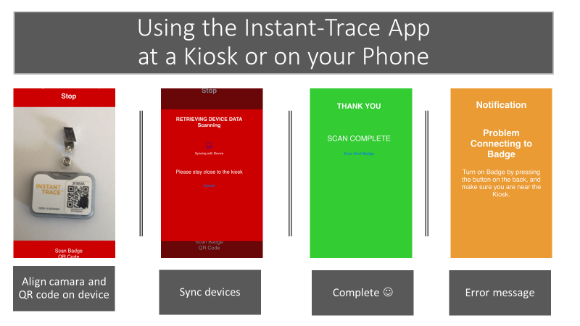 Using the Instant-Trace App
at a Kiosk or on your Phone
Stop
INSTANT
TRACE
Scan Badge
QR Code
Align camara and
QR code on device
Stop
RETRIEVING DEVICE DATA
Scanning
Syncing with Device
Please stay close to the kiosk
Cancel
Scan Badge
QR Code
Sync devices
THANK YOU
SCAN COMPLETE
Scan Next Badge
Complete ☺
Notification
Problem
Connecting to
Badge
Turn on Badge by pressing
the button on the back, and
make sure you are near the
Kiosk.
Error message